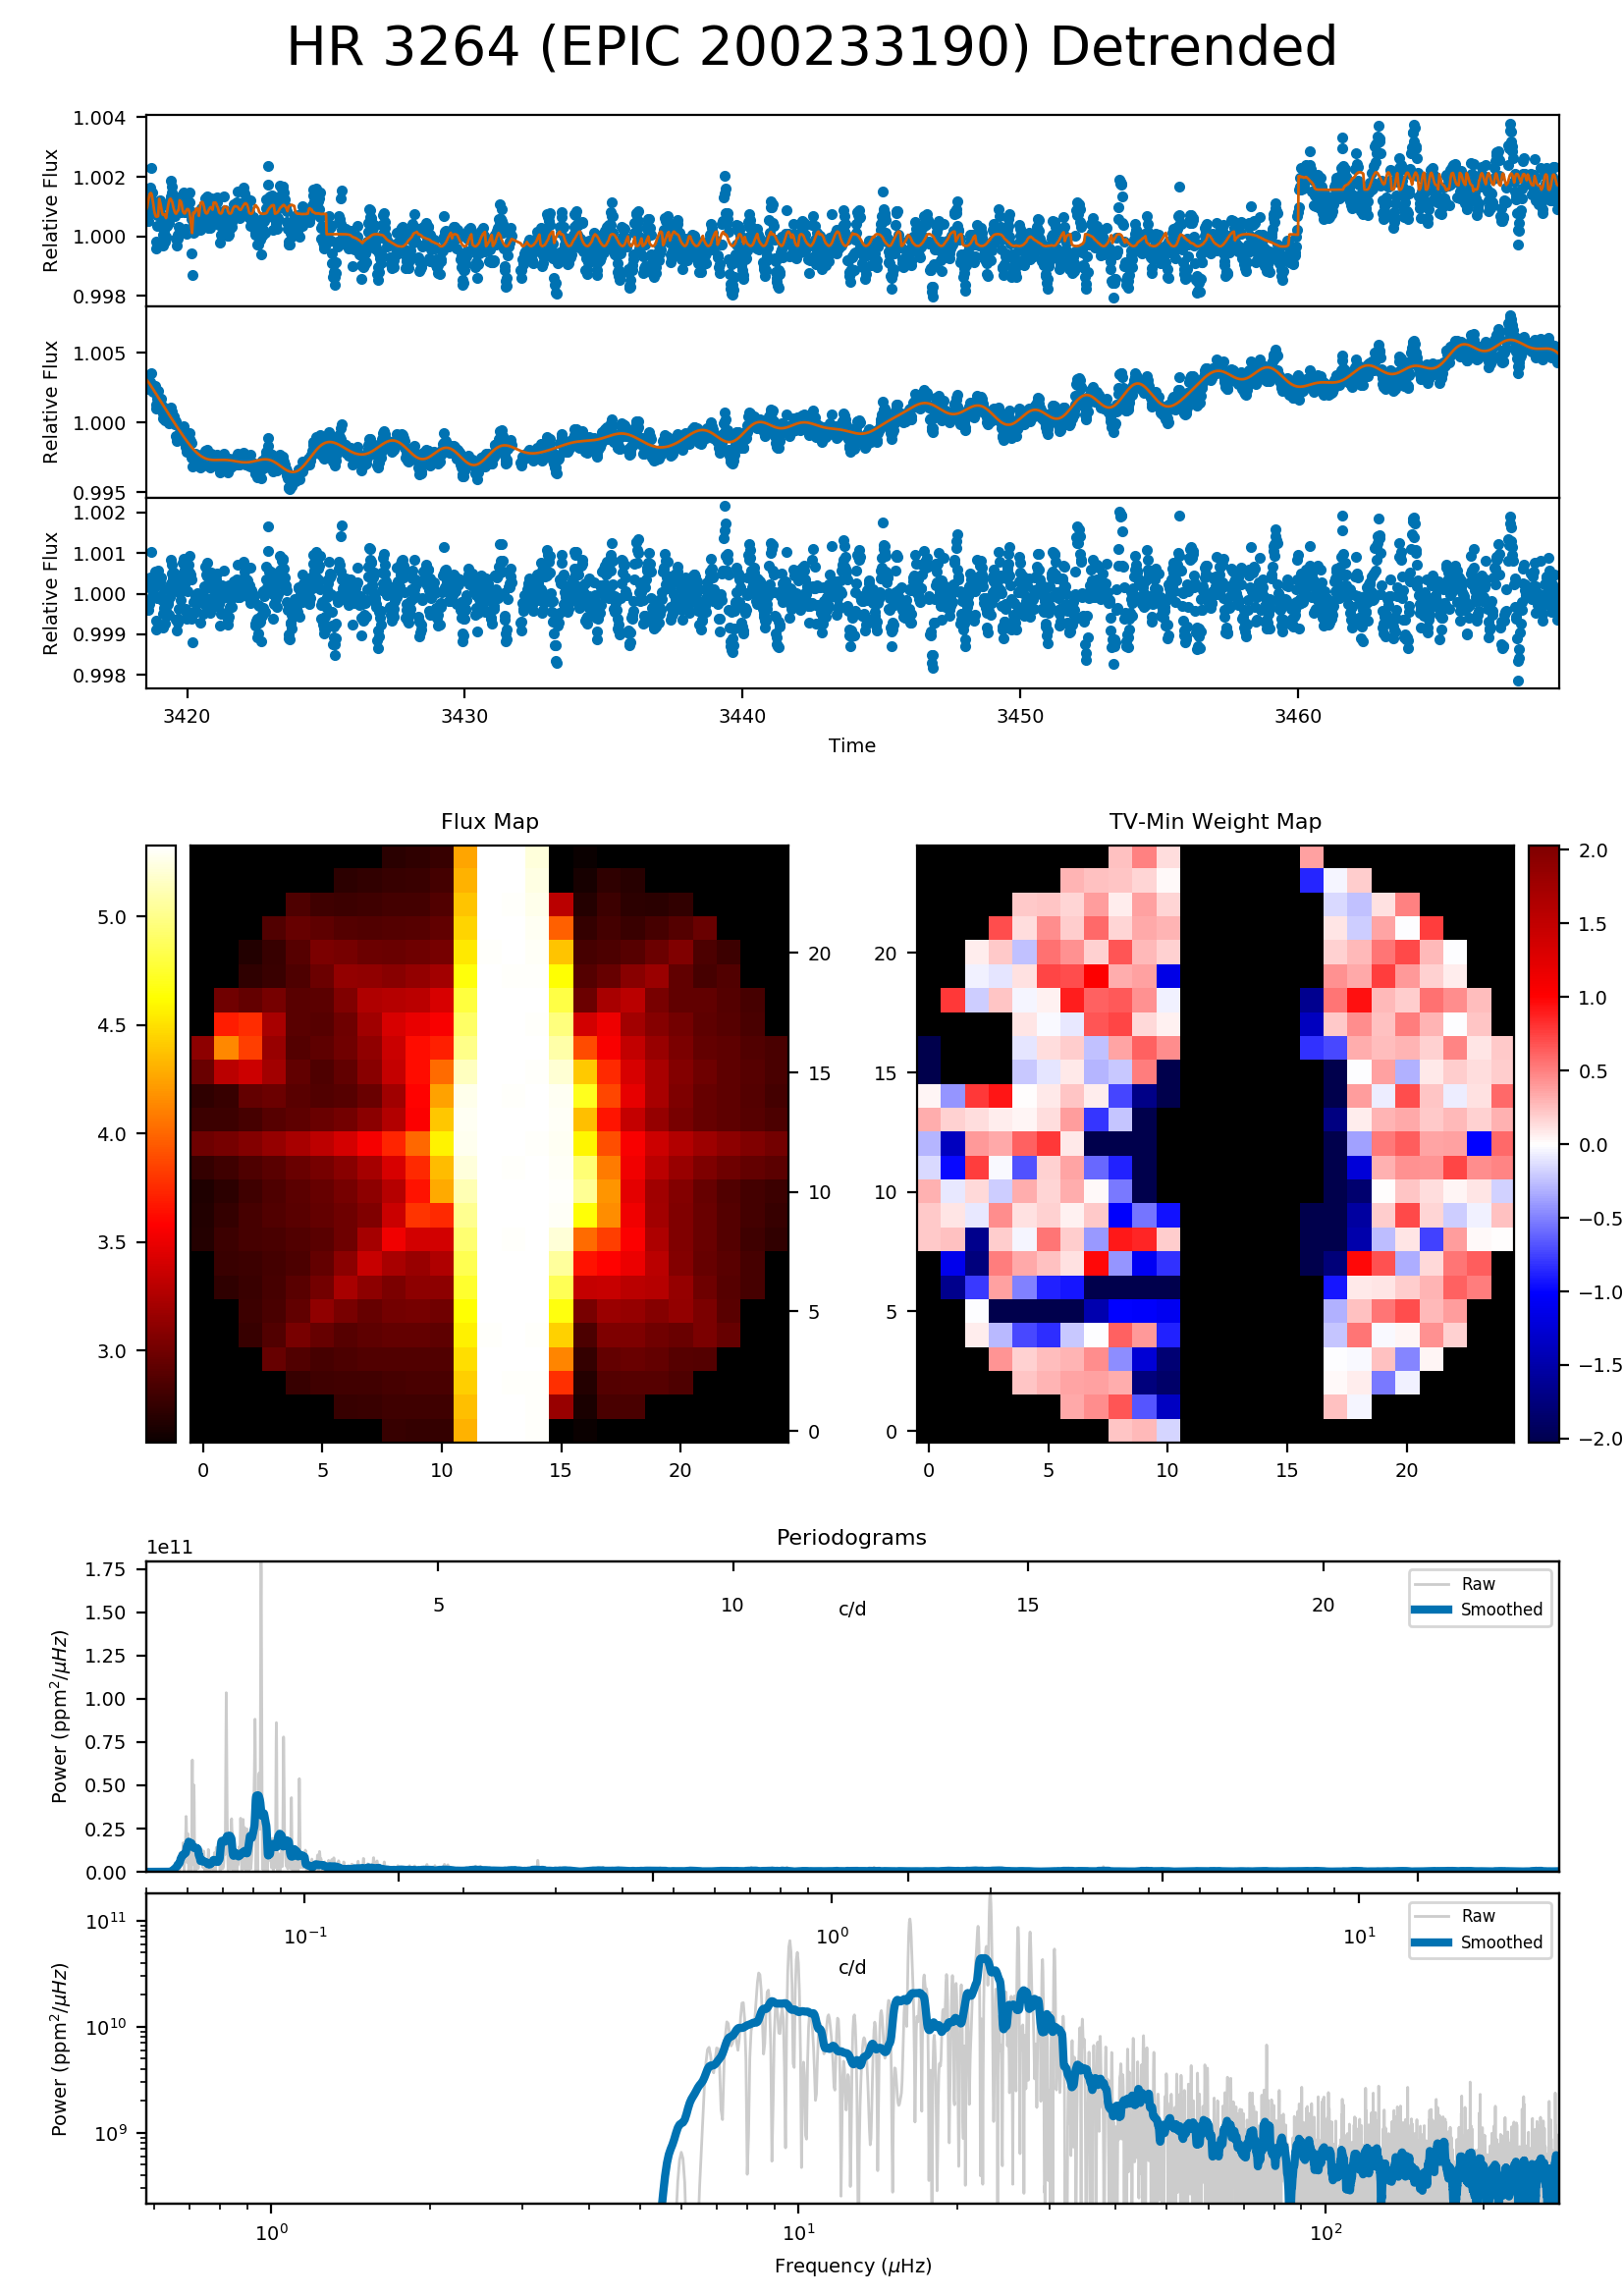 HR 3264 (EPIC 200233190) Detrended
1.004
1.002
1.000
0.998
Relative Flux
1.005
1.000
0.995
Relative Flux
1.002
1.001
1.000
0.999
0.998
Relative Flux
3420 3430 3440 3450 3460
Time
Flux Map
5.0
4.5
4.0
3.5
3.0
20
15
10
5
0
0 5 10 15 20
TV-Min Weight Map
20
15
10
5
0
0 5 10 15 20
2.0
1.5
1.0
0.5
0.0
−0.5
−1.0
−1.5
−2.0
Periodograms
1e11
1.75
1.50
1.25
1.00
0.75
0.50
0.25
0.00
Power (ppm²/μHz)
5 10 15 20
c/d
Raw
Smoothed
10¹¹
10¹⁰
10⁹
Power (ppm²/μHz)
10⁻¹ 10⁰ 10¹
c/d
Raw
Smoothed
10⁰ 10¹ 10²
Frequency (μHz)